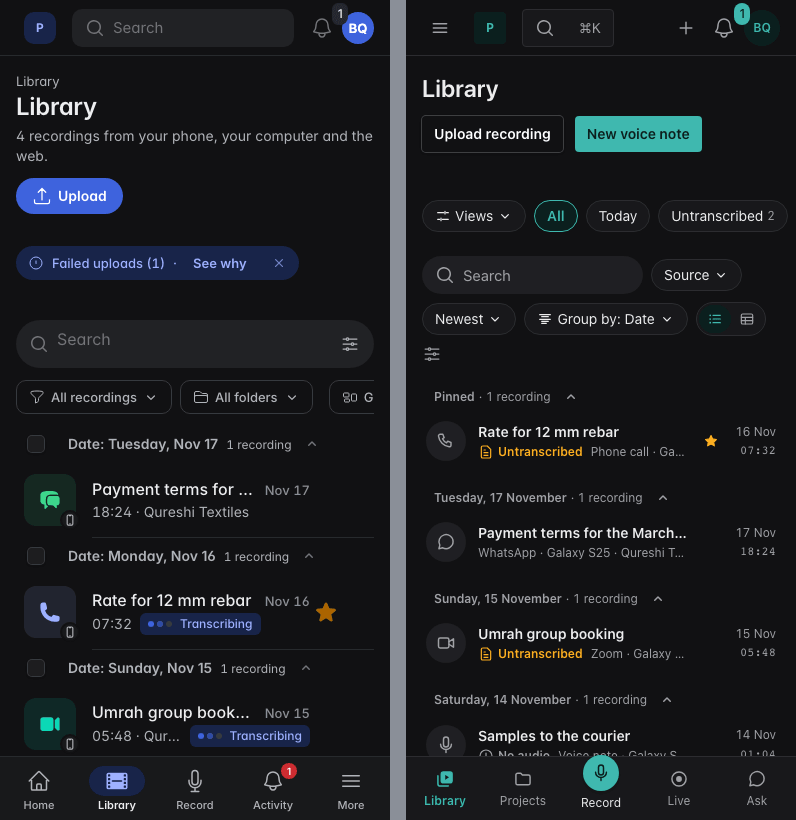 P
Search
1
BQ
Library
Library
4 recordings from your phone, your computer and the
web.
Upload
Failed uploads (1) · See why
Search
All recordings
All folders
G
Date: Tuesday, Nov 17 1 recording
Payment terms for ... Nov 17
18:24 · Qureshi Textiles
Date: Monday, Nov 16 1 recording
Rate for 12 mm rebar Nov 16
07:32 Transcribing
Date: Sunday, Nov 15 1 recording
Umrah group book... Nov 15
05:48 · Qur... Transcribing
Home
Library
Record
1
Activity
More
P
⌘K
1
BQ
Library
Upload recording
New voice note
Views
All
Today
Untranscribed 2
Search
Source
Newest
Group by: Date
Pinned · 1 recording
Rate for 12 mm rebar 16 Nov
Untranscribed Phone call · Ga... 07:32
Tuesday, 17 November · 1 recording
Payment terms for the March... 17 Nov
WhatsApp · Galaxy S25 · Qureshi T... 18:24
Sunday, 15 November · 1 recording
Umrah group booking 15 Nov
Untranscribed Zoom · Galaxy ... 05:48
Saturday, 14 November · 1 recording
Samples to the courier 14 Nov
No audio Voice note · Galaxy S 01:04
Library
Projects
Record
Live
Ask